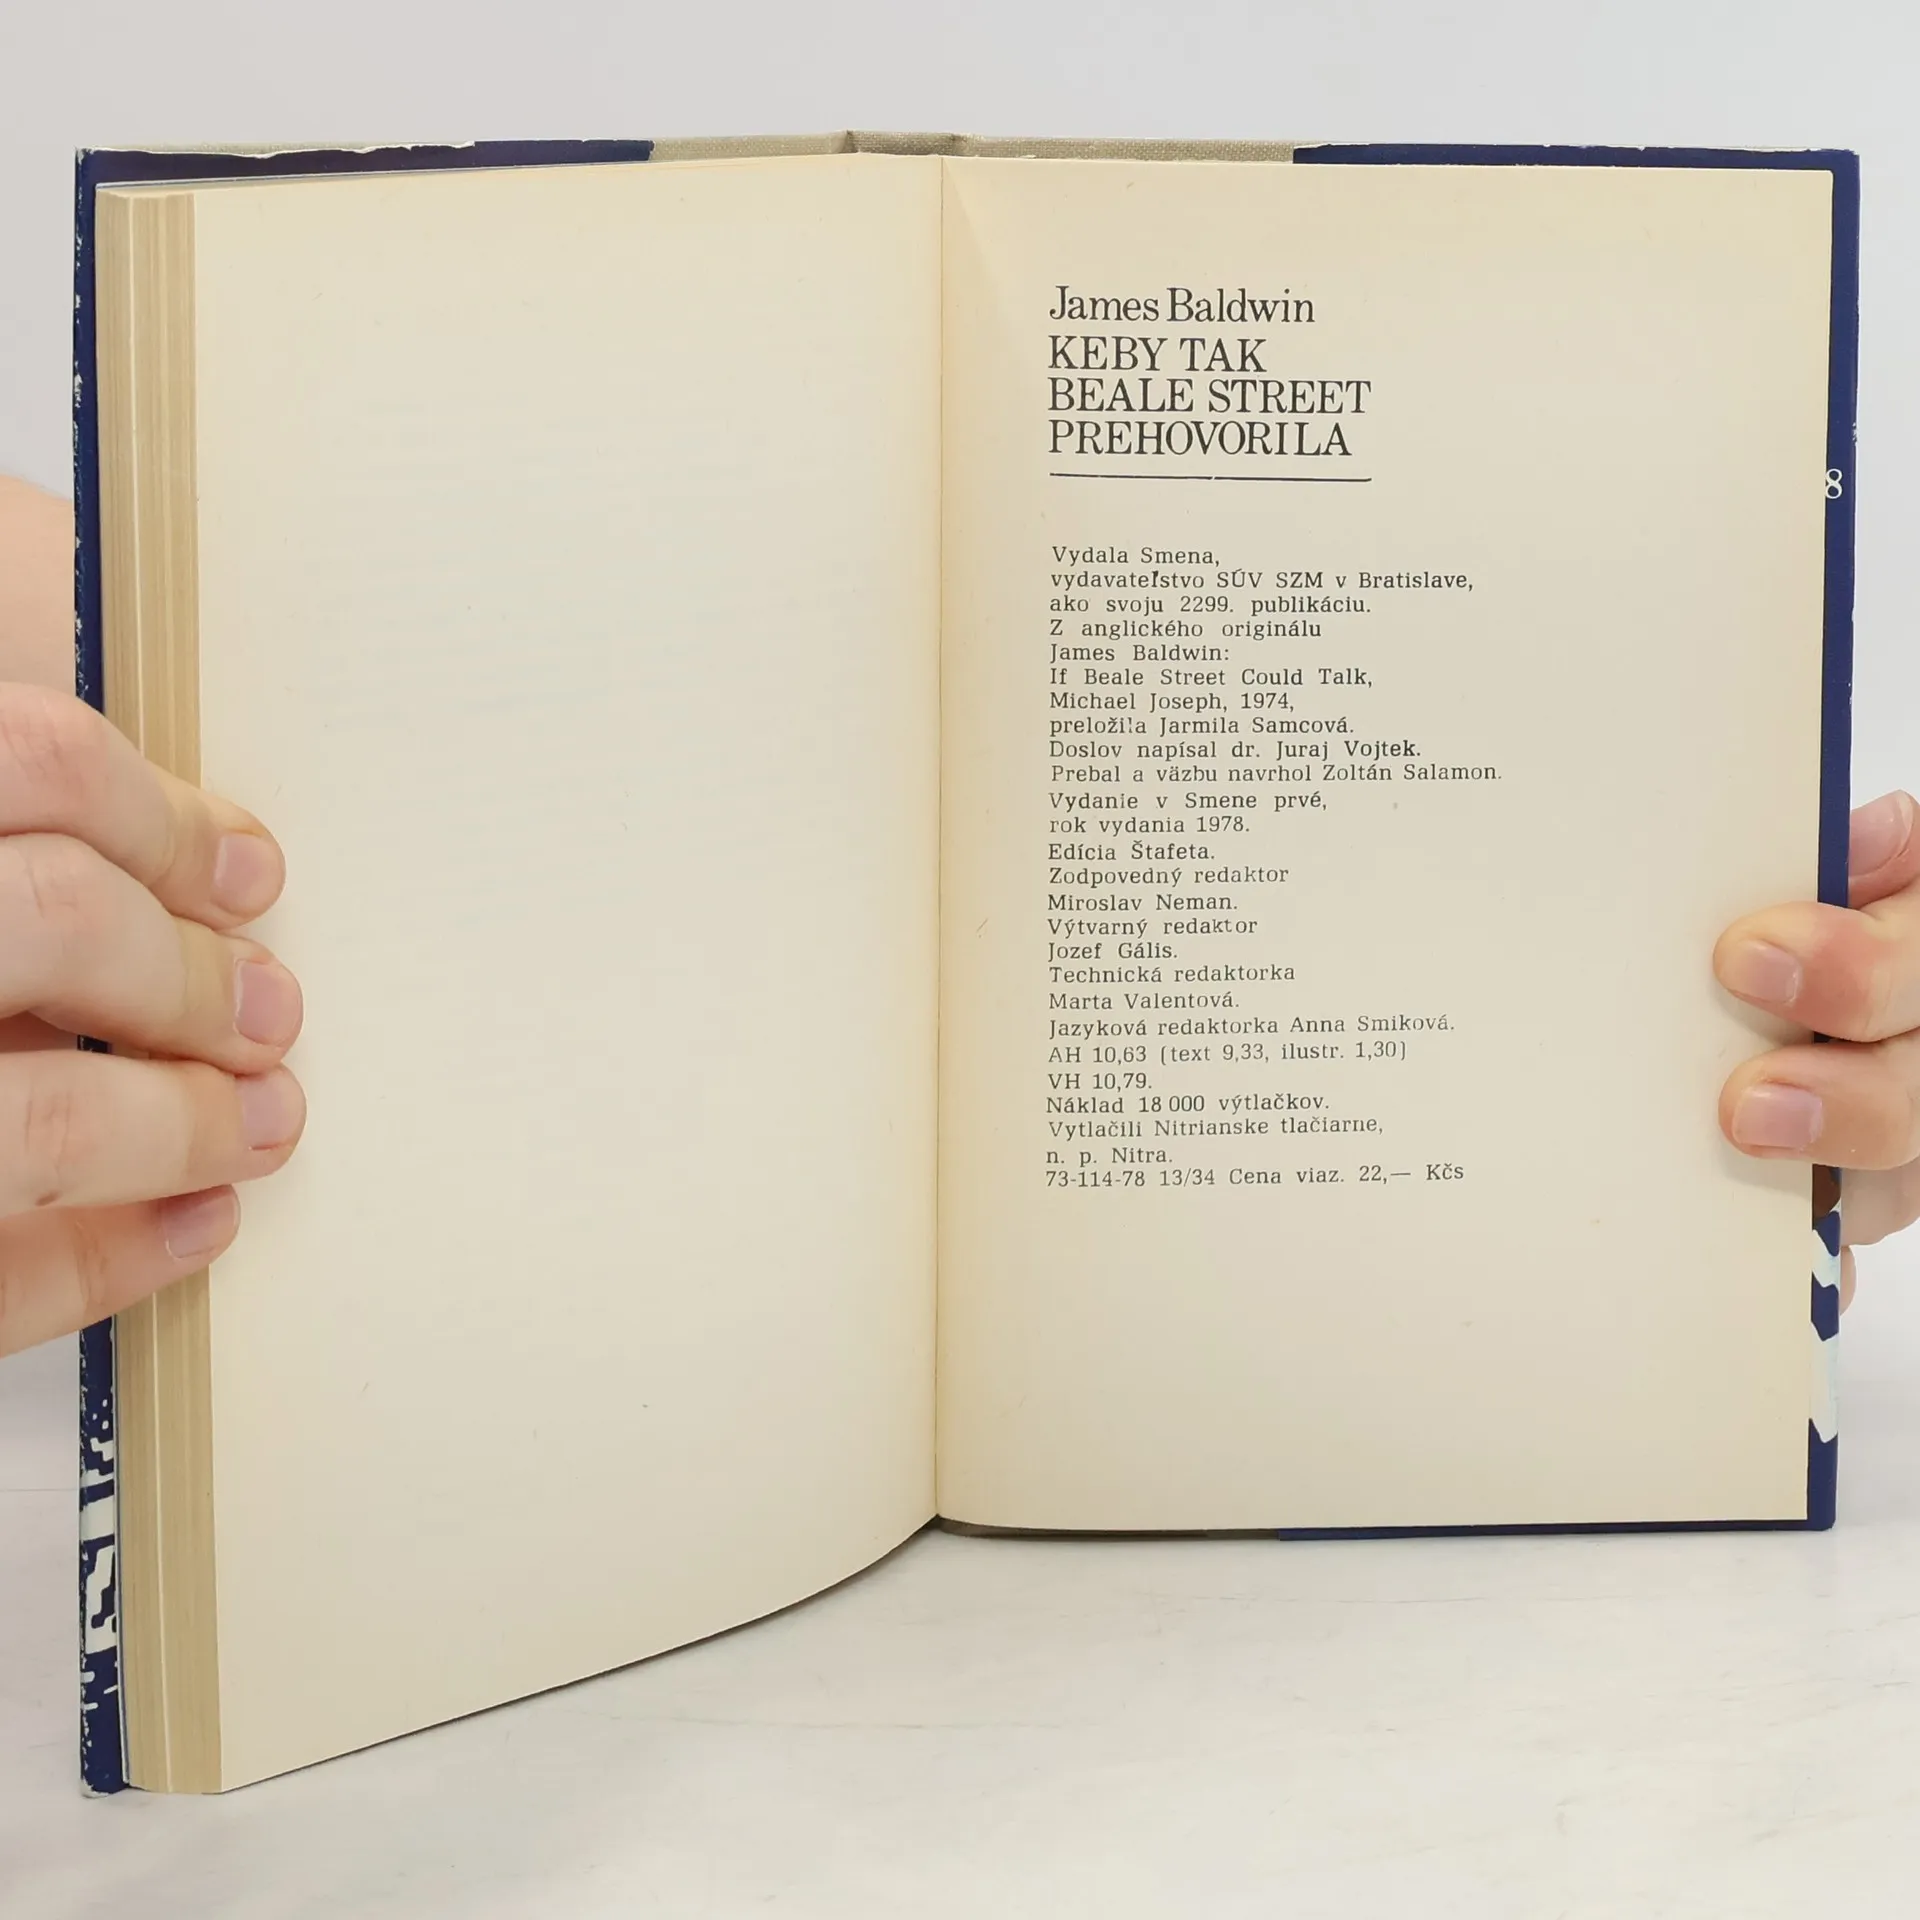 James Baldwin
KEBY TAK
BEALE STREET
PREHOVORILA
8
Vydala Smena,
vydavateľstvo SÚV SZM v Bratislave,
ako svoju 2299. publikáciu.
Z anglického originálu
James Baldwin:
If Beale Street Could Talk,
Michael Joseph, 1974,
preložila Jarmila Samcová.
Doslov napísal dr. Juraj Vojtek.
Prebal a väzbu navrhol Zoltán Salamon.
Vydanie v Smene prvé,
rok vydania 1978.
Edícia Štafeta.
Zodpovedný redaktor
Miroslav Neman.
Výtvarný redaktor
Jozef Gális.
Technická redaktorka
Marta Valentová.
Jazyková redaktorka Anna Smiková.
AH 10,63 (text 9,33, ilustr. 1,30)
VH 10,79.
Náklad 18 000 výtlačkov.
Vytlačili Nitrianske tlačiarne,
n. p. Nitra.
73-114-78 13/34 Cena viaz. 22,— Kčs